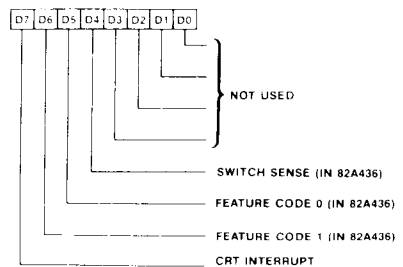 D7 D6 D5 D4 D3 D2 D1 D0
NOT USED
SWITCH SENSE (IN 82A436)
FEATURE CODE 0 (IN 82A436)
FEATURE CODE 1 (IN 82A436)
CRT INTERRUPT